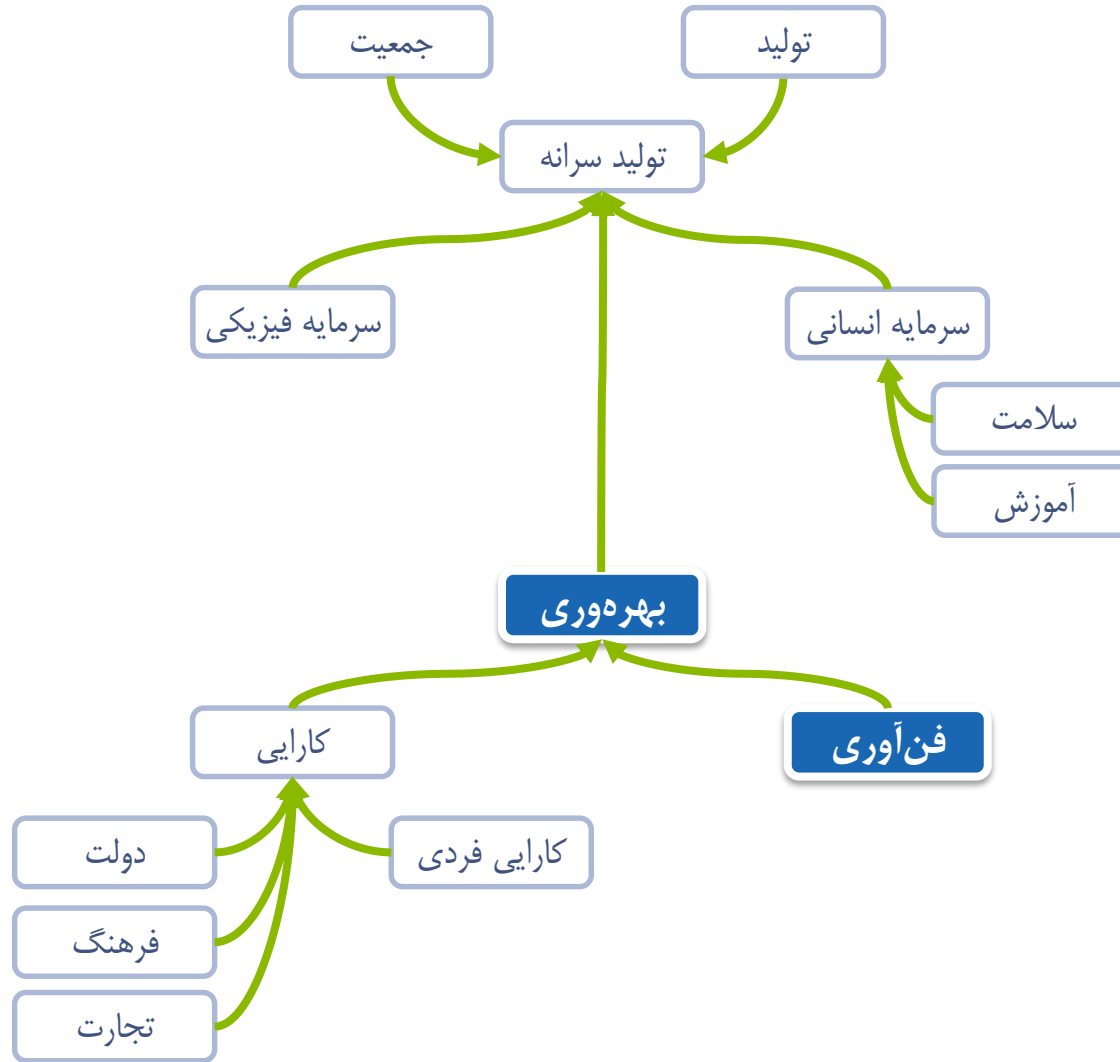 تولید
جمعیت
تولید سرانه
سرمایه انسانی
سرمایه فیزیکی
سلامت
آموزش
بهره‌وری
فن‌آوری
کارایی
کارایی فردی
دولت
فرهنگ
تجارت